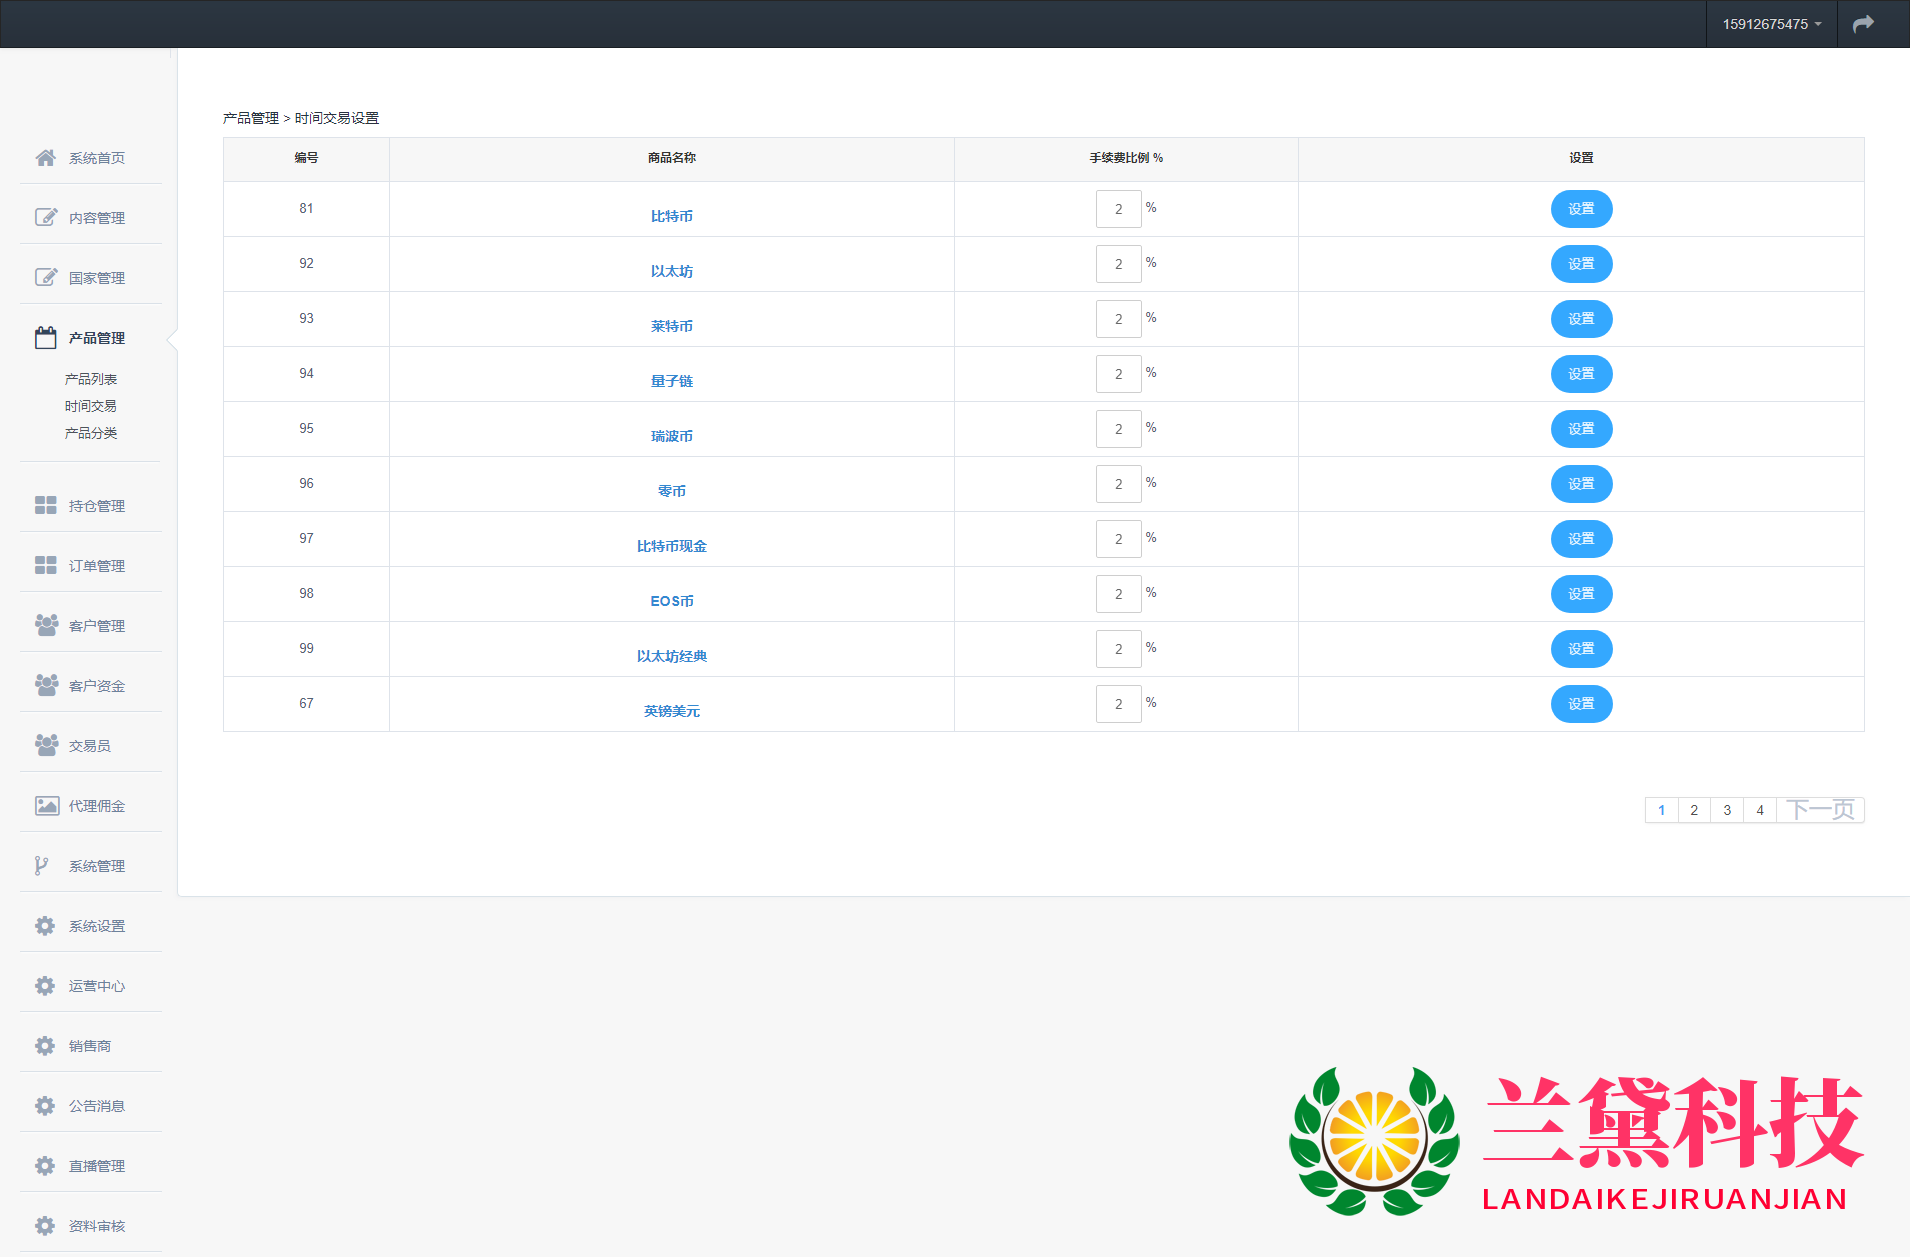 15912675475
系统首页
内容管理
国家管理
产品管理
产品列表
时间交易
产品分类
持仓管理
订单管理
客户管理
客户资金
交易员
代理佣金
系统管理
系统设置
运营中心
销售商
公告消息
直播管理
资料审核
产品管理 > 时间交易设置
编号 商品名称 手续费比例 % 设置
81 比特币 2 % 设置
92 以太坊 2 % 设置
93 莱特币 2 % 设置
94 量子链 2 % 设置
95 瑞波币 2 % 设置
96 零币 2 % 设置
97 比特币现金 2 % 设置
98 EOS币 2 % 设置
99 以太坊经典 2 % 设置
67 英镑美元 2 % 设置
1 2 3 4 下一页
兰黛科技
LANDAIKEJIRUANJIAN